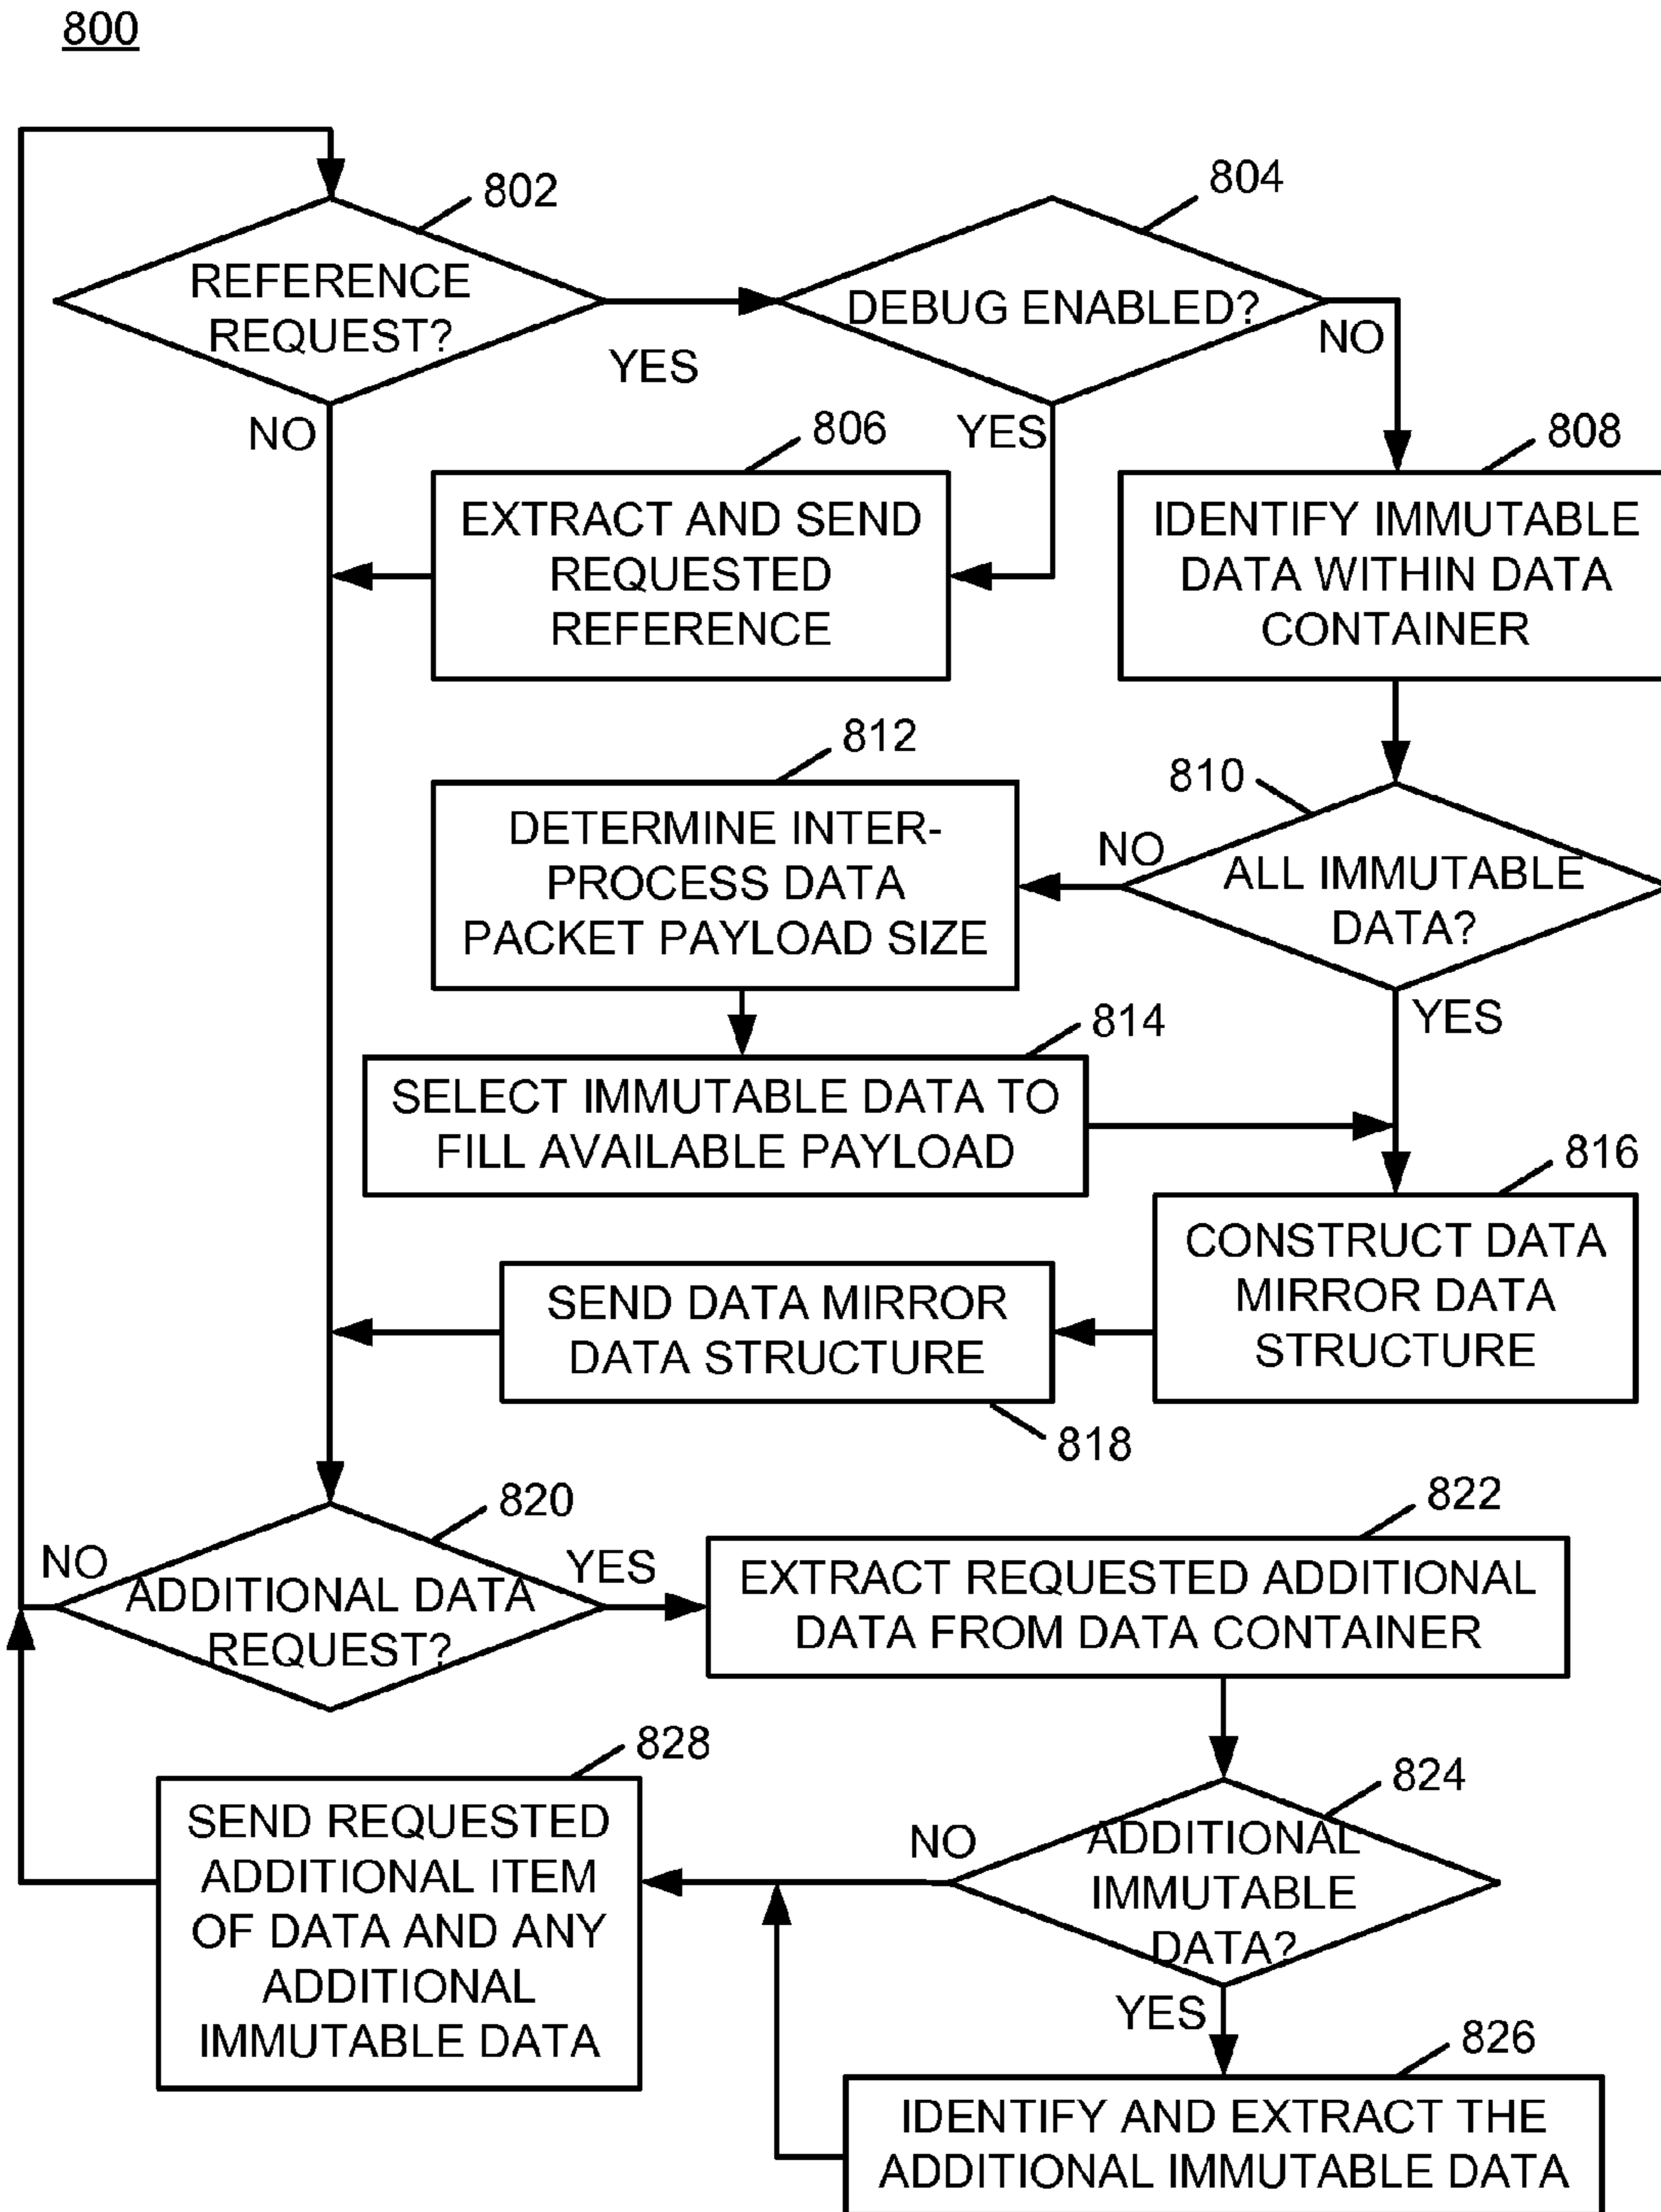 800
802
804
REFERENCE
REQUEST?
DEBUG ENABLED?
NO
YES
NO
806
YES
808
EXTRACT AND SEND
REQUESTED
REFERENCE
IDENTIFY IMMUTABLE
DATA WITHIN DATA
CONTAINER
812
810
DETERMINE INTER-
PROCESS DATA
PACKET PAYLOAD SIZE
NO
ALL IMMUTABLE
DATA?
YES
814
SELECT IMMUTABLE DATA TO
FILL AVAILABLE PAYLOAD
816
CONSTRUCT DATA
MIRROR DATA
STRUCTURE
SEND DATA MIRROR
DATA STRUCTURE
818
820
822
NO
YES
ADDITIONAL DATA
REQUEST?
EXTRACT REQUESTED ADDITIONAL
DATA FROM DATA CONTAINER
828
824
SEND REQUESTED
ADDITIONAL ITEM
OF DATA AND ANY
ADDITIONAL
IMMUTABLE DATA
NO
ADDITIONAL
IMMUTABLE
DATA?
YES
826
IDENTIFY AND EXTRACT THE
ADDITIONAL IMMUTABLE DATA